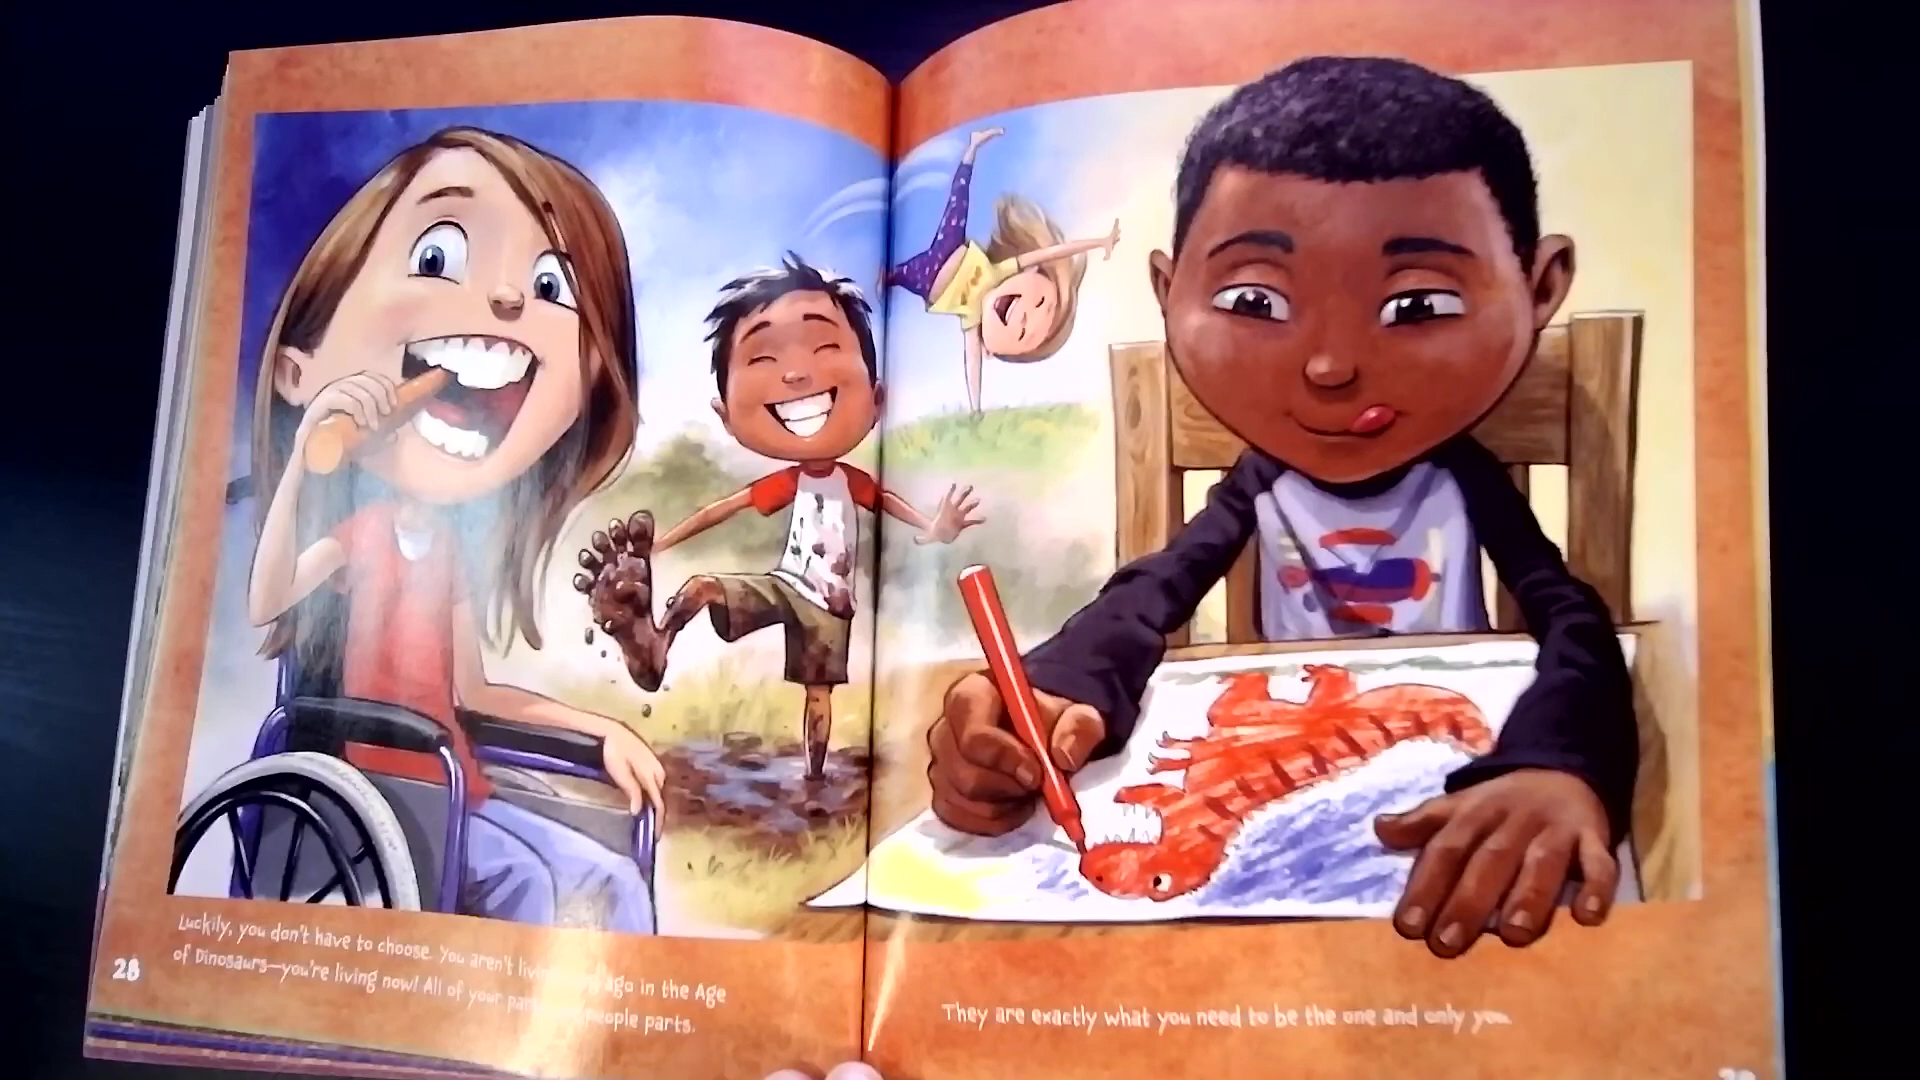 Luckily, you don't have to choose. You aren't ago in the Age
of Dinosaurs—you're living now! All of your people parts.
28
They are exactly what you need to be the one and only you.